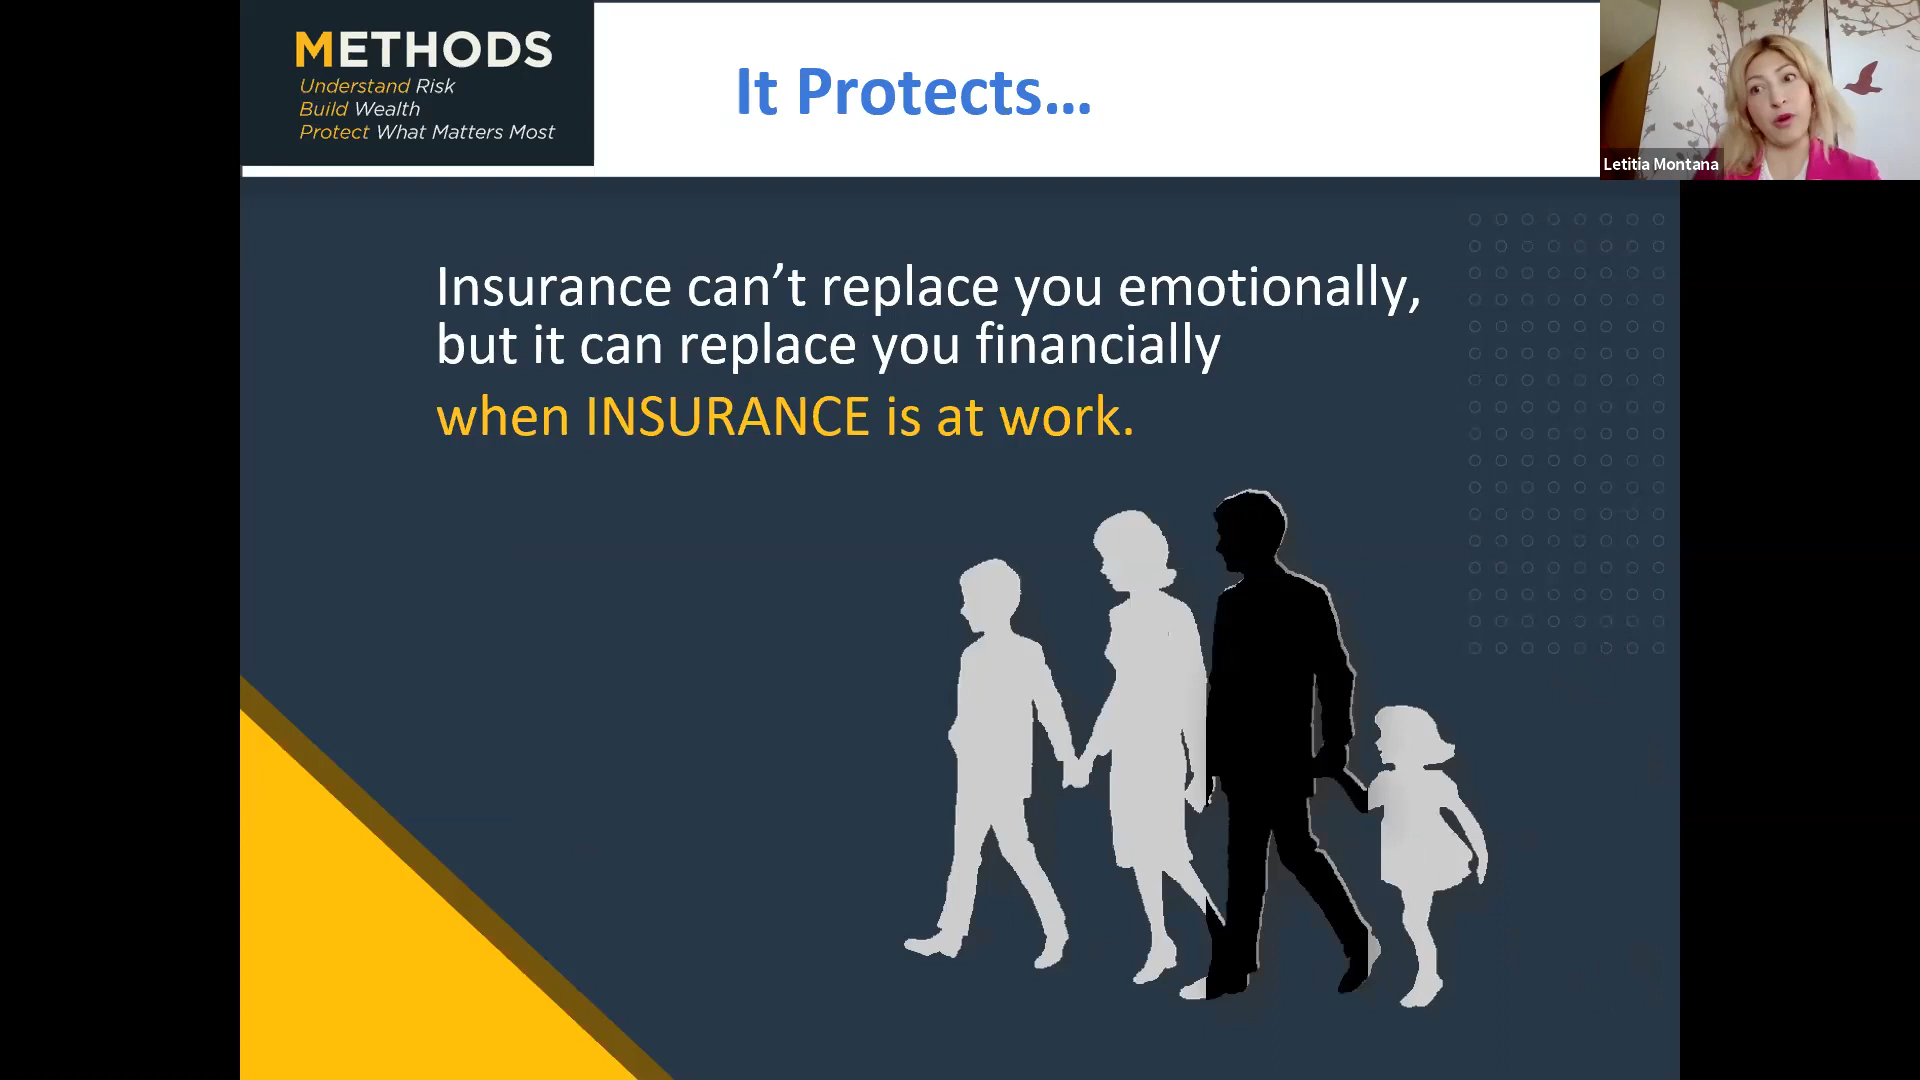 METHODS
Understand Risk
Build Wealth
Protect What Matters Most
It Protects...
Letitia Montana
Insurance can’t replace you emotionally,
but it can replace you financially
when INSURANCE is at work.